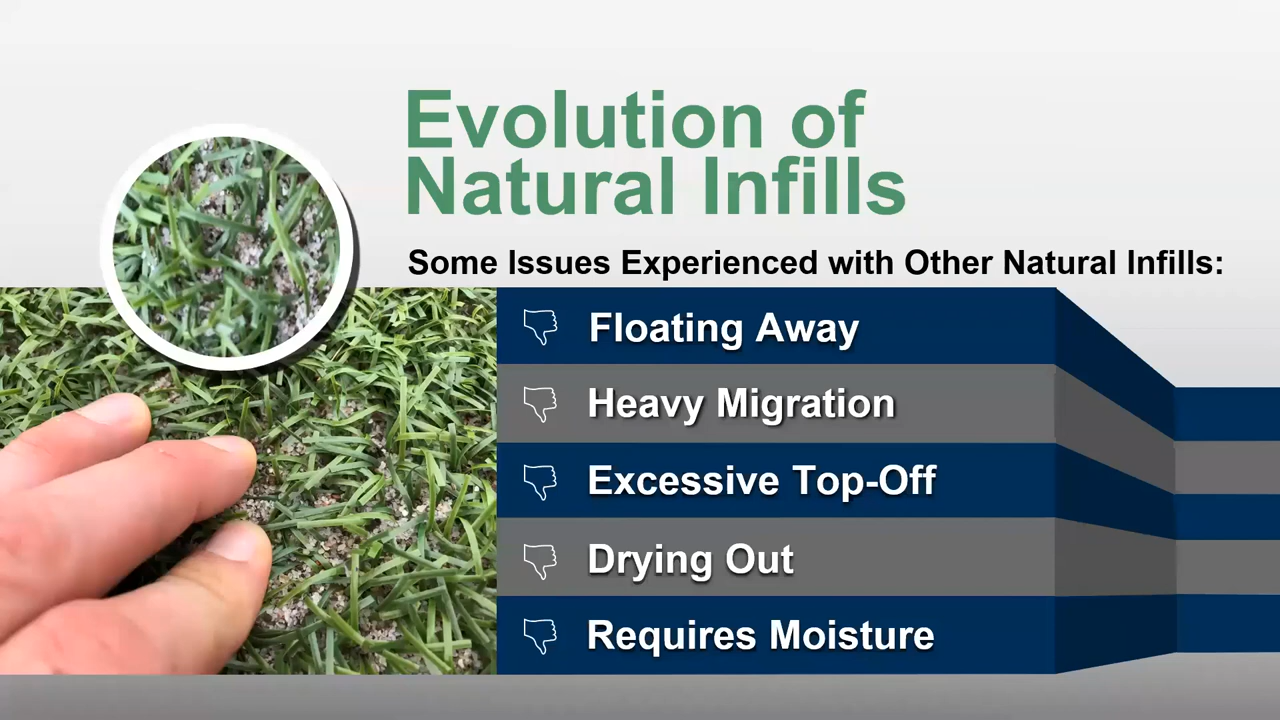 Evolution of
Natural Infills
Some Issues Experienced with Other Natural Infills:
Floating Away
Heavy Migration
Excessive Top-Off
Drying Out
Requires Moisture